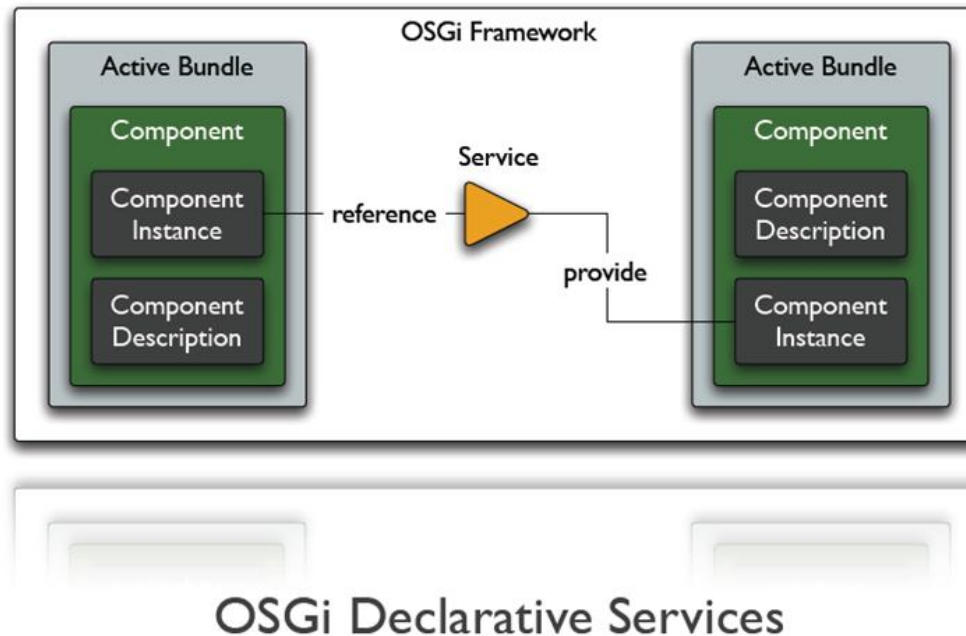 OSGi Framework
Active Bundle
Component
Component
Instance
Component
Description
reference
Service
provide
Active Bundle
Component
Component
Description
Component
Instance
OSGi Declarative Services